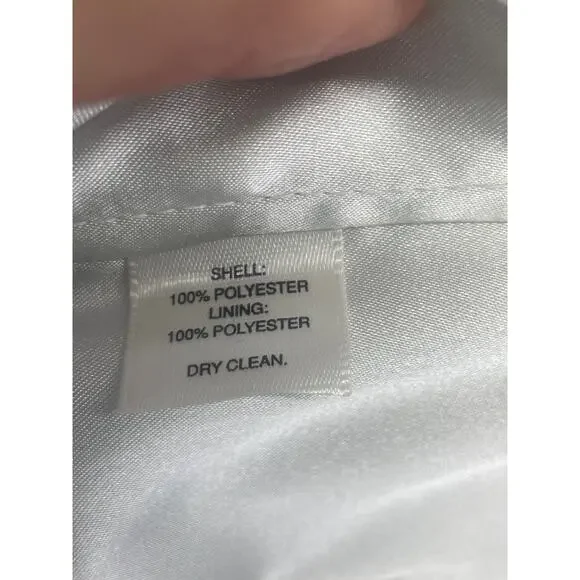 SHELL:
100% POLYESTER
LINING:
100% POLYESTER
DRY CLEAN.